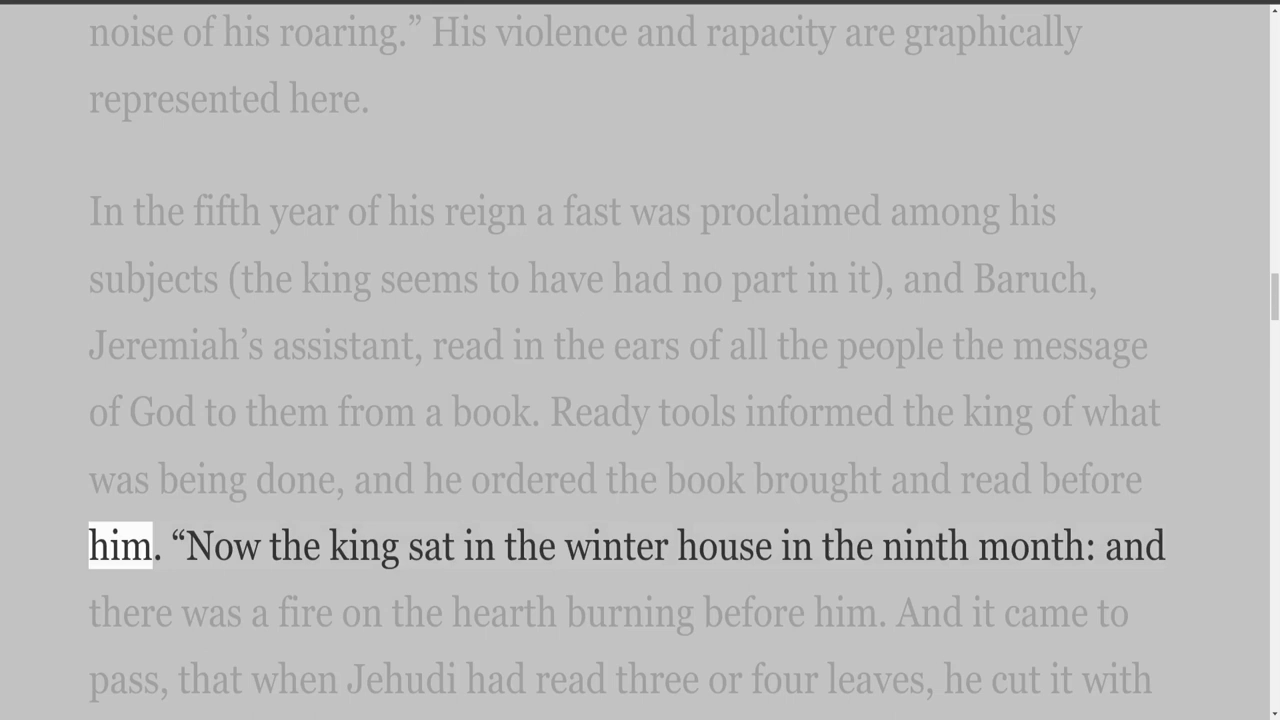 noise of his roaring.” His violence and rapacity are graphically
represented here.
In the fifth year of his reign a fast was proclaimed among his
subjects (the king seems to have had no part in it), and Baruch,
Jeremiah’s assistant, read in the ears of all the people the message
of God to them from a book. Ready tools informed the king of what
was being done, and he ordered the book brought and read before
him. “Now the king sat in the winter house in the ninth month: and
there was a fire on the hearth burning before him. And it came to
pass, that when Jehudi had read three or four leaves, he cut it with